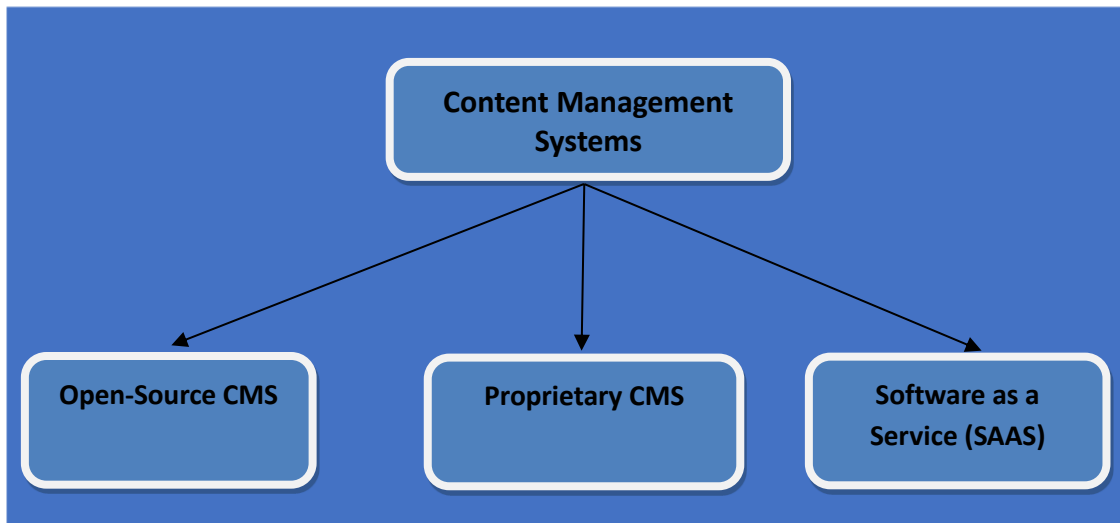 Content Management
Systems
Open-Source CMS
Proprietary CMS
Software as a
Service (SAAS)